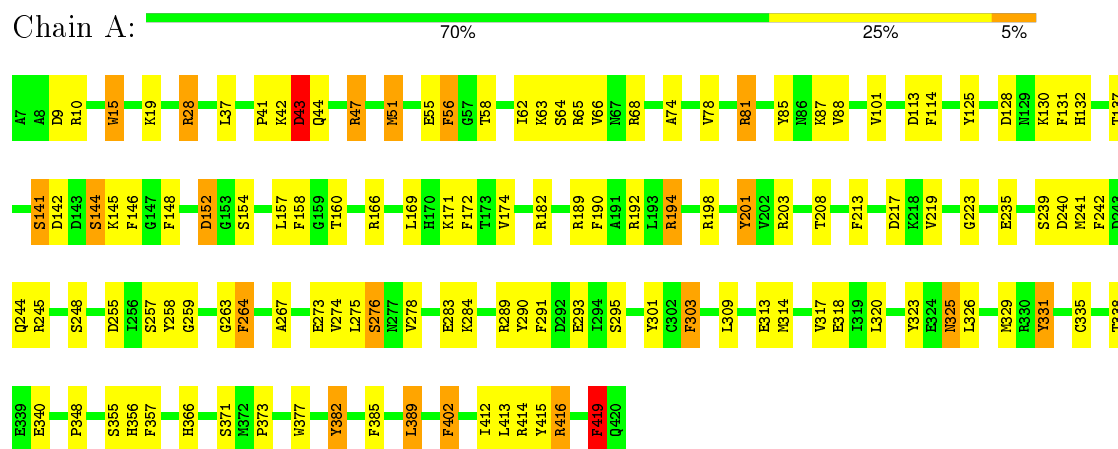 Chain A:
70% 25% 5%
A7 A8 D9 R10 W15 K19 R28 L37 P41 K42 D43 Q44 R47 M51 E55 F56 G57 T58 I62 K63 S64 R65 V66 N67 R68 A74 V78 R81 Y85 N86 K87 V88 V101 D113 F114 Y125 D128 N129 K130 F131 H132 T137
S141 D142 D143 S144 K145 F146 G147 F148 D152 G153 S154 L157 F158 G159 T160 R166 L169 H170 K171 F172 T173 V174 R182 R189 F190 A191 R192 L193 R194 R198 Y201 V202 R203 T208 F213 D217 K218 V219 G223 E235 S239 D240 M241 F242 D243
Q244 R245 S248 D255 I256 S257 Y258 G259 G263 F264 A267 E273 V274 L275 S276 N277 V278 E283 K284 R289 Y290 F291 D292 E293 I294 S295 Y301 C302 F303 L309 E313 M314 V317 E318 I319 L320 Y323 E324 N325 L326 M329 R330 Y331 C335
E339 E340 P348 S355 H356 F357 H366 S371 M372 P373 W377 Y382 F385 L389 F402 I412 L413 R414 Y415 R416 F419 Q420